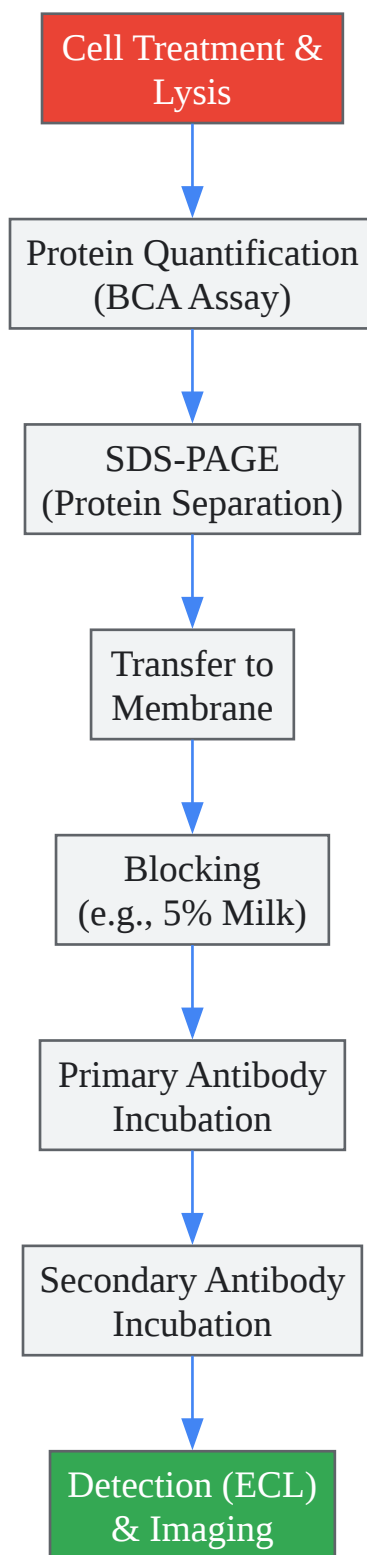 Cell Treatment &
Lysis
Protein Quantification
(BCA Assay)
SDS-PAGE
(Protein Separation)
Transfer to
Membrane
Blocking
(e.g., 5% Milk)
Primary Antibody
Incubation
Secondary Antibody
Incubation
Detection (ECL)
& Imaging